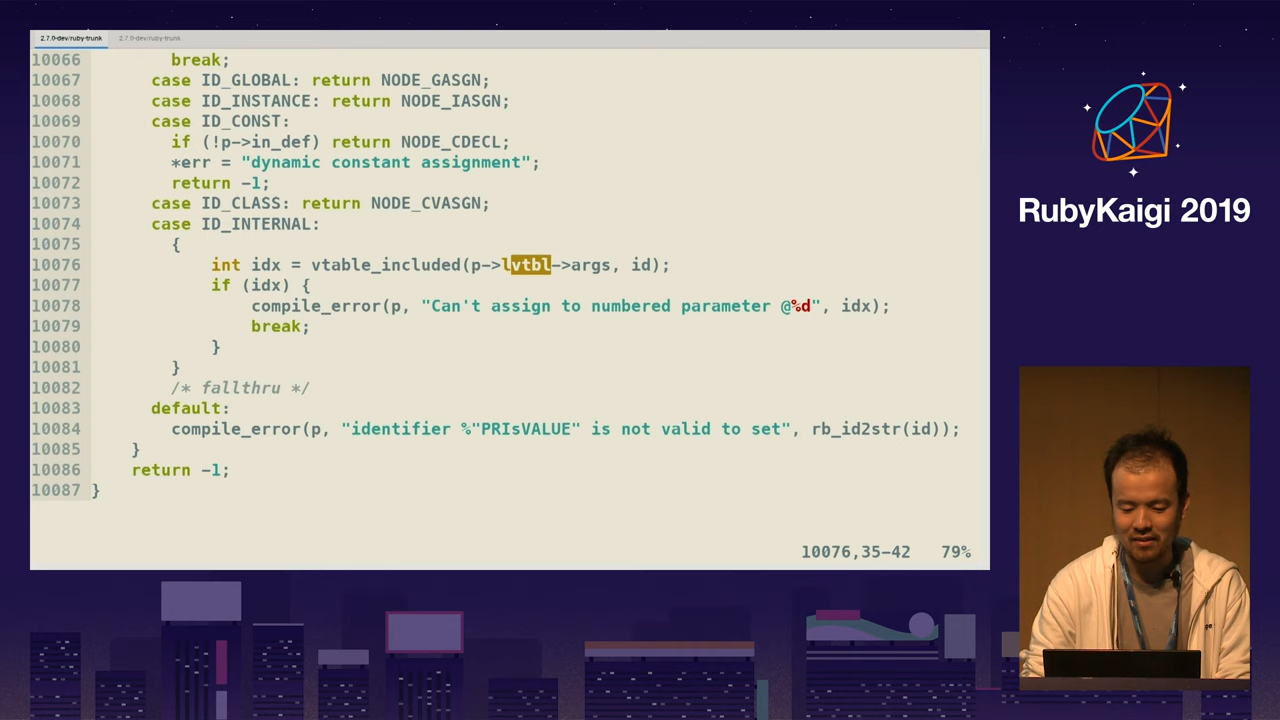 2.7.0-dev/ruby-trunk 2.7.0-dev/ruby-trunk
10066 break;
10067 case ID_GLOBAL: return NODE_GASGN;
10068 case ID_INSTANCE: return NODE_IASGN;
10069 case ID_CONST:
10070 if (!p->in_def) return NODE_CDECL;
10071 *err = "dynamic constant assignment";
10072 return -1;
10073 case ID_CLASS: return NODE_CVASGN;
10074 case ID_INTERNAL:
10075 {
10076 int idx = vtable_included(p->lvtbl->args, id);
10077 if (idx) {
10078 compile_error(p, "Can't assign to numbered parameter @%d", idx);
10079 break;
10080 }
10081 }
10082 /* fallthru */
10083 default:
10084 compile_error(p, "identifier %"PRIsVALUE" is not valid to set", rb_id2str(id));
10085 }
10086 return -1;
10087 }
10076,35-42 79%
RubyKaigi 2019